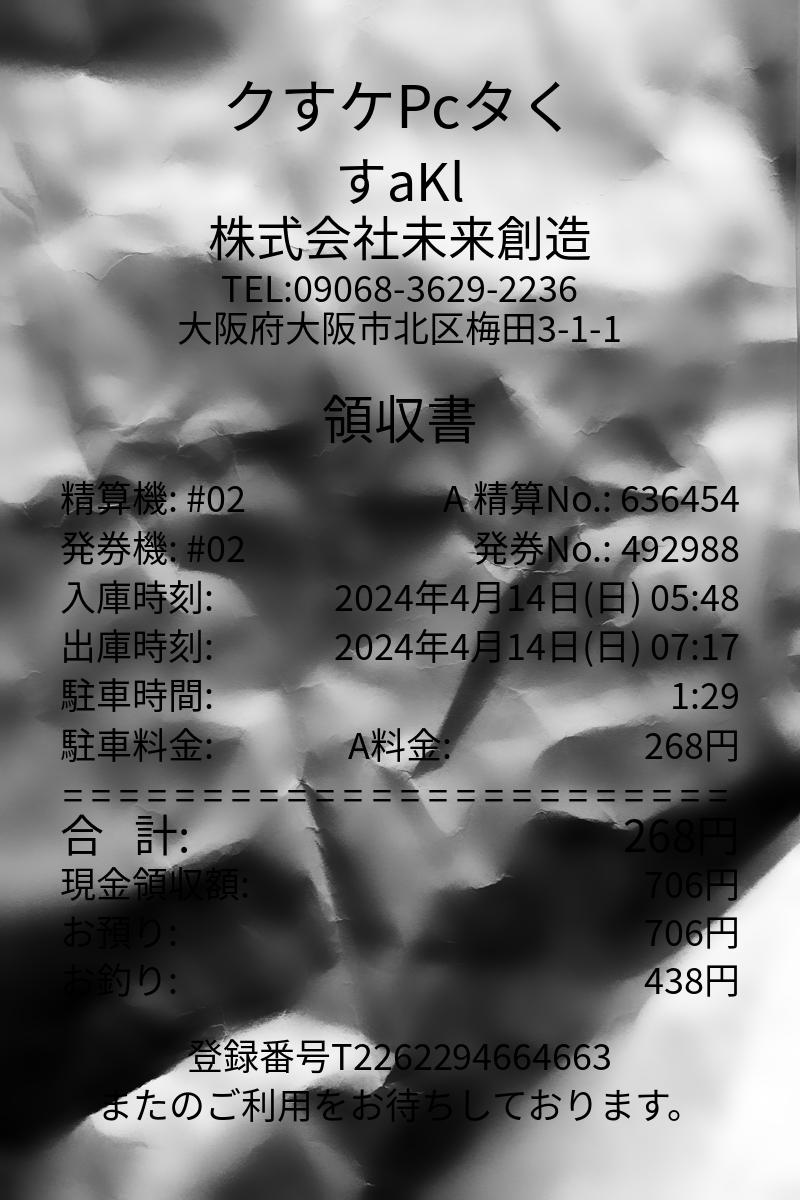 クすケPcタく
すaKl
株式会社未来創造
TEL:09068-3629-2236
大阪府大阪市北区梅田3-1-1
領収書
精算機: #02 A 精算No.: 636454
発券機: #02 発券No.: 492988
入庫時刻: 2024年4月14日(日) 05:48
出庫時刻: 2024年4月14日(日) 07:17
駐車時間: 1:29
駐車料金: A料金: 268円
========================
合 計: 268円
現金領収額: 706円
お預り: 706円
お釣り: 438円
登録番号T2262294664663
またのご利用をお待ちしております。